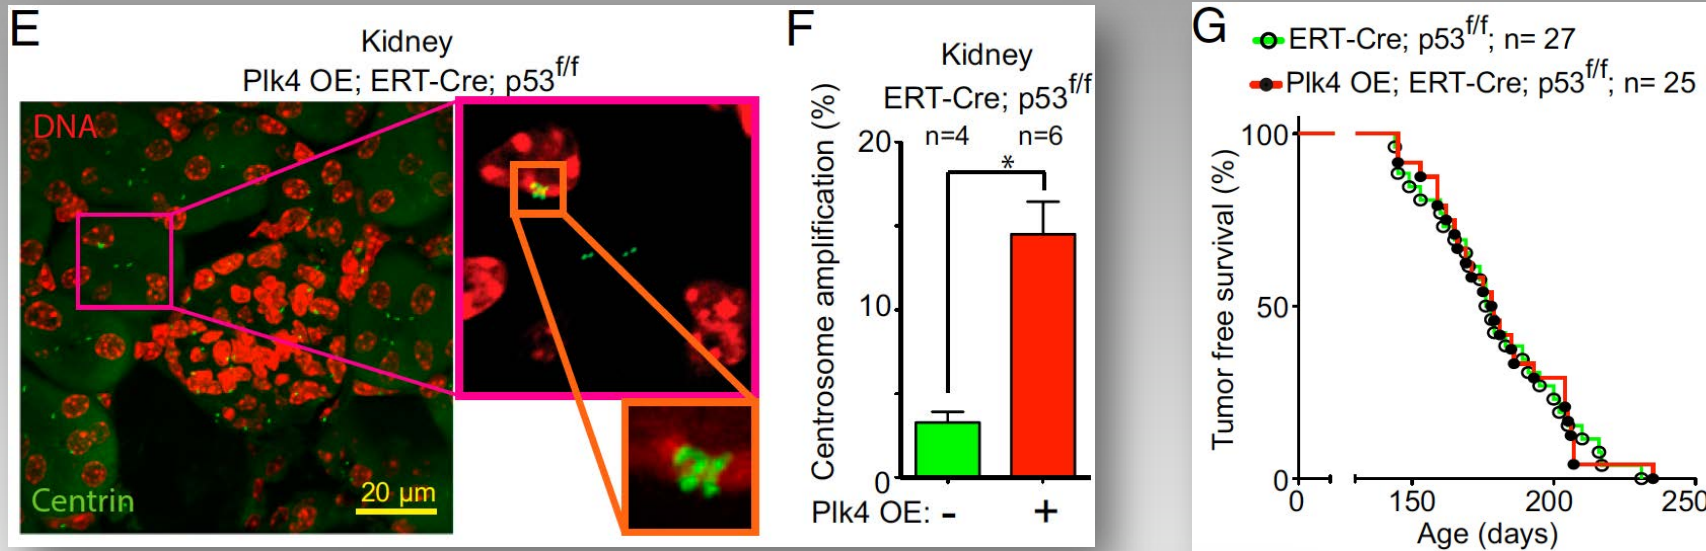 E
Kidney
Plk4 OE; ERT-Cre; p53f/f
DNA
Centrin
20 μm
F
Kidney
ERT-Cre; p53f/f
n=4 n=6
*
Centrosome amplification (%)
20
10
0
Plk4 OE: - +
G
ERT-Cre; p53f/f; n= 27
Plk4 OE; ERT-Cre; p53f/f; n= 25
Tumor free survival (%)
100
50
0
0 150 200 250
Age (days)